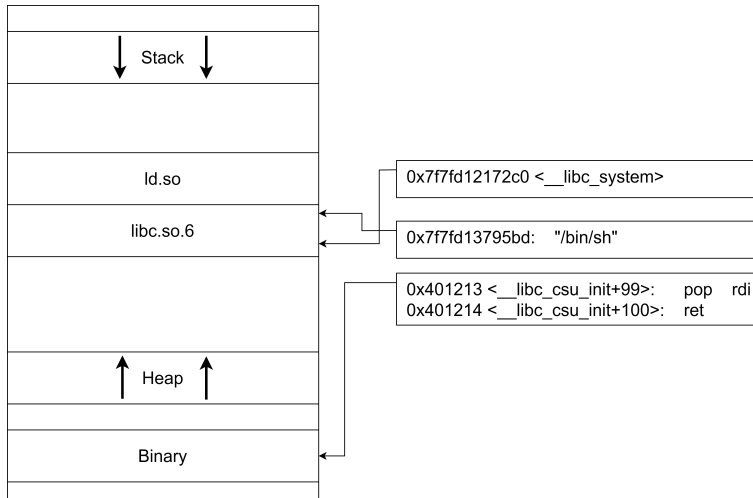 Stack
ld.so
libc.so.6
Heap
Binary
0x7f7fd12172c0 <__libc_system>
0x7f7fd13795bd: "/bin/sh"
0x401213 <__libc_csu_init+99>: pop rdi
0x401214 <__libc_csu_init+100>: ret